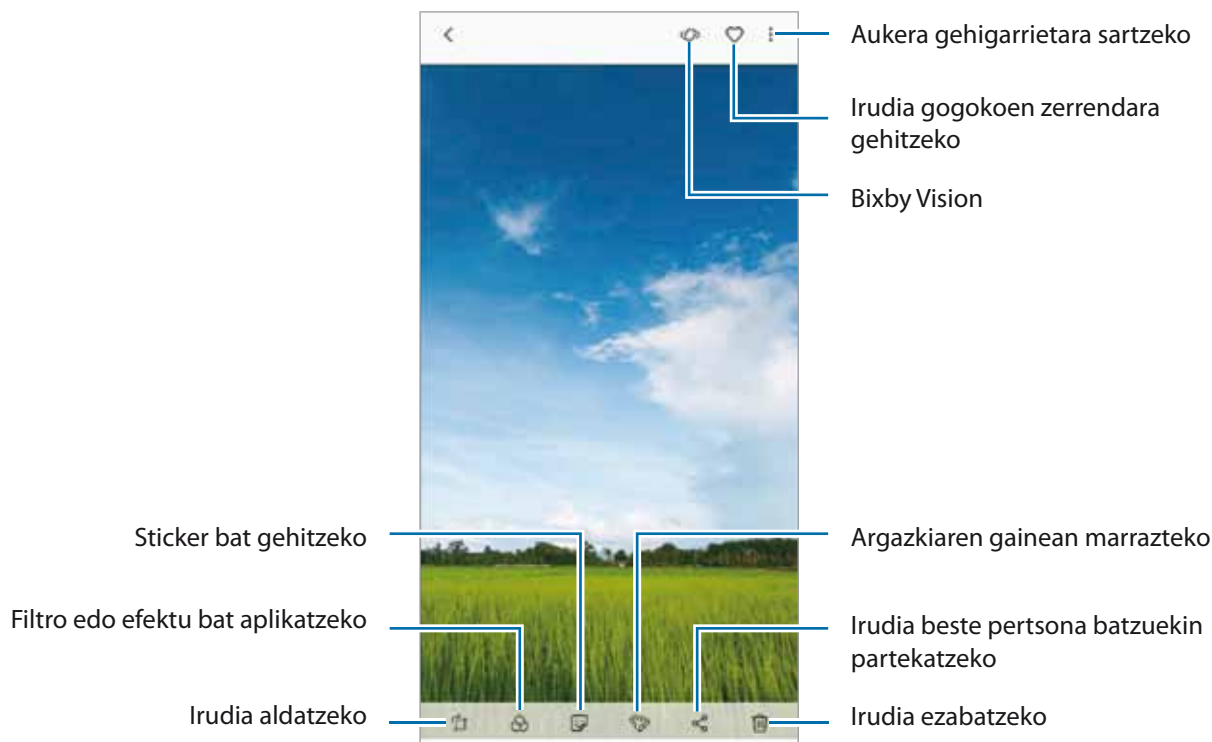 Aukera gehigarrietara sartzeko
Irudia gogokoen zerrendara
gehitzeko
Bixby Vision
Sticker bat gehitzeko
Argazkiaren gainean marrazteko
Filtro edo efektu bat aplikatzeko
Irudia beste pertsona batzuekin
partekatzeko
Irudia aldatzeko
Irudia ezabatzeko